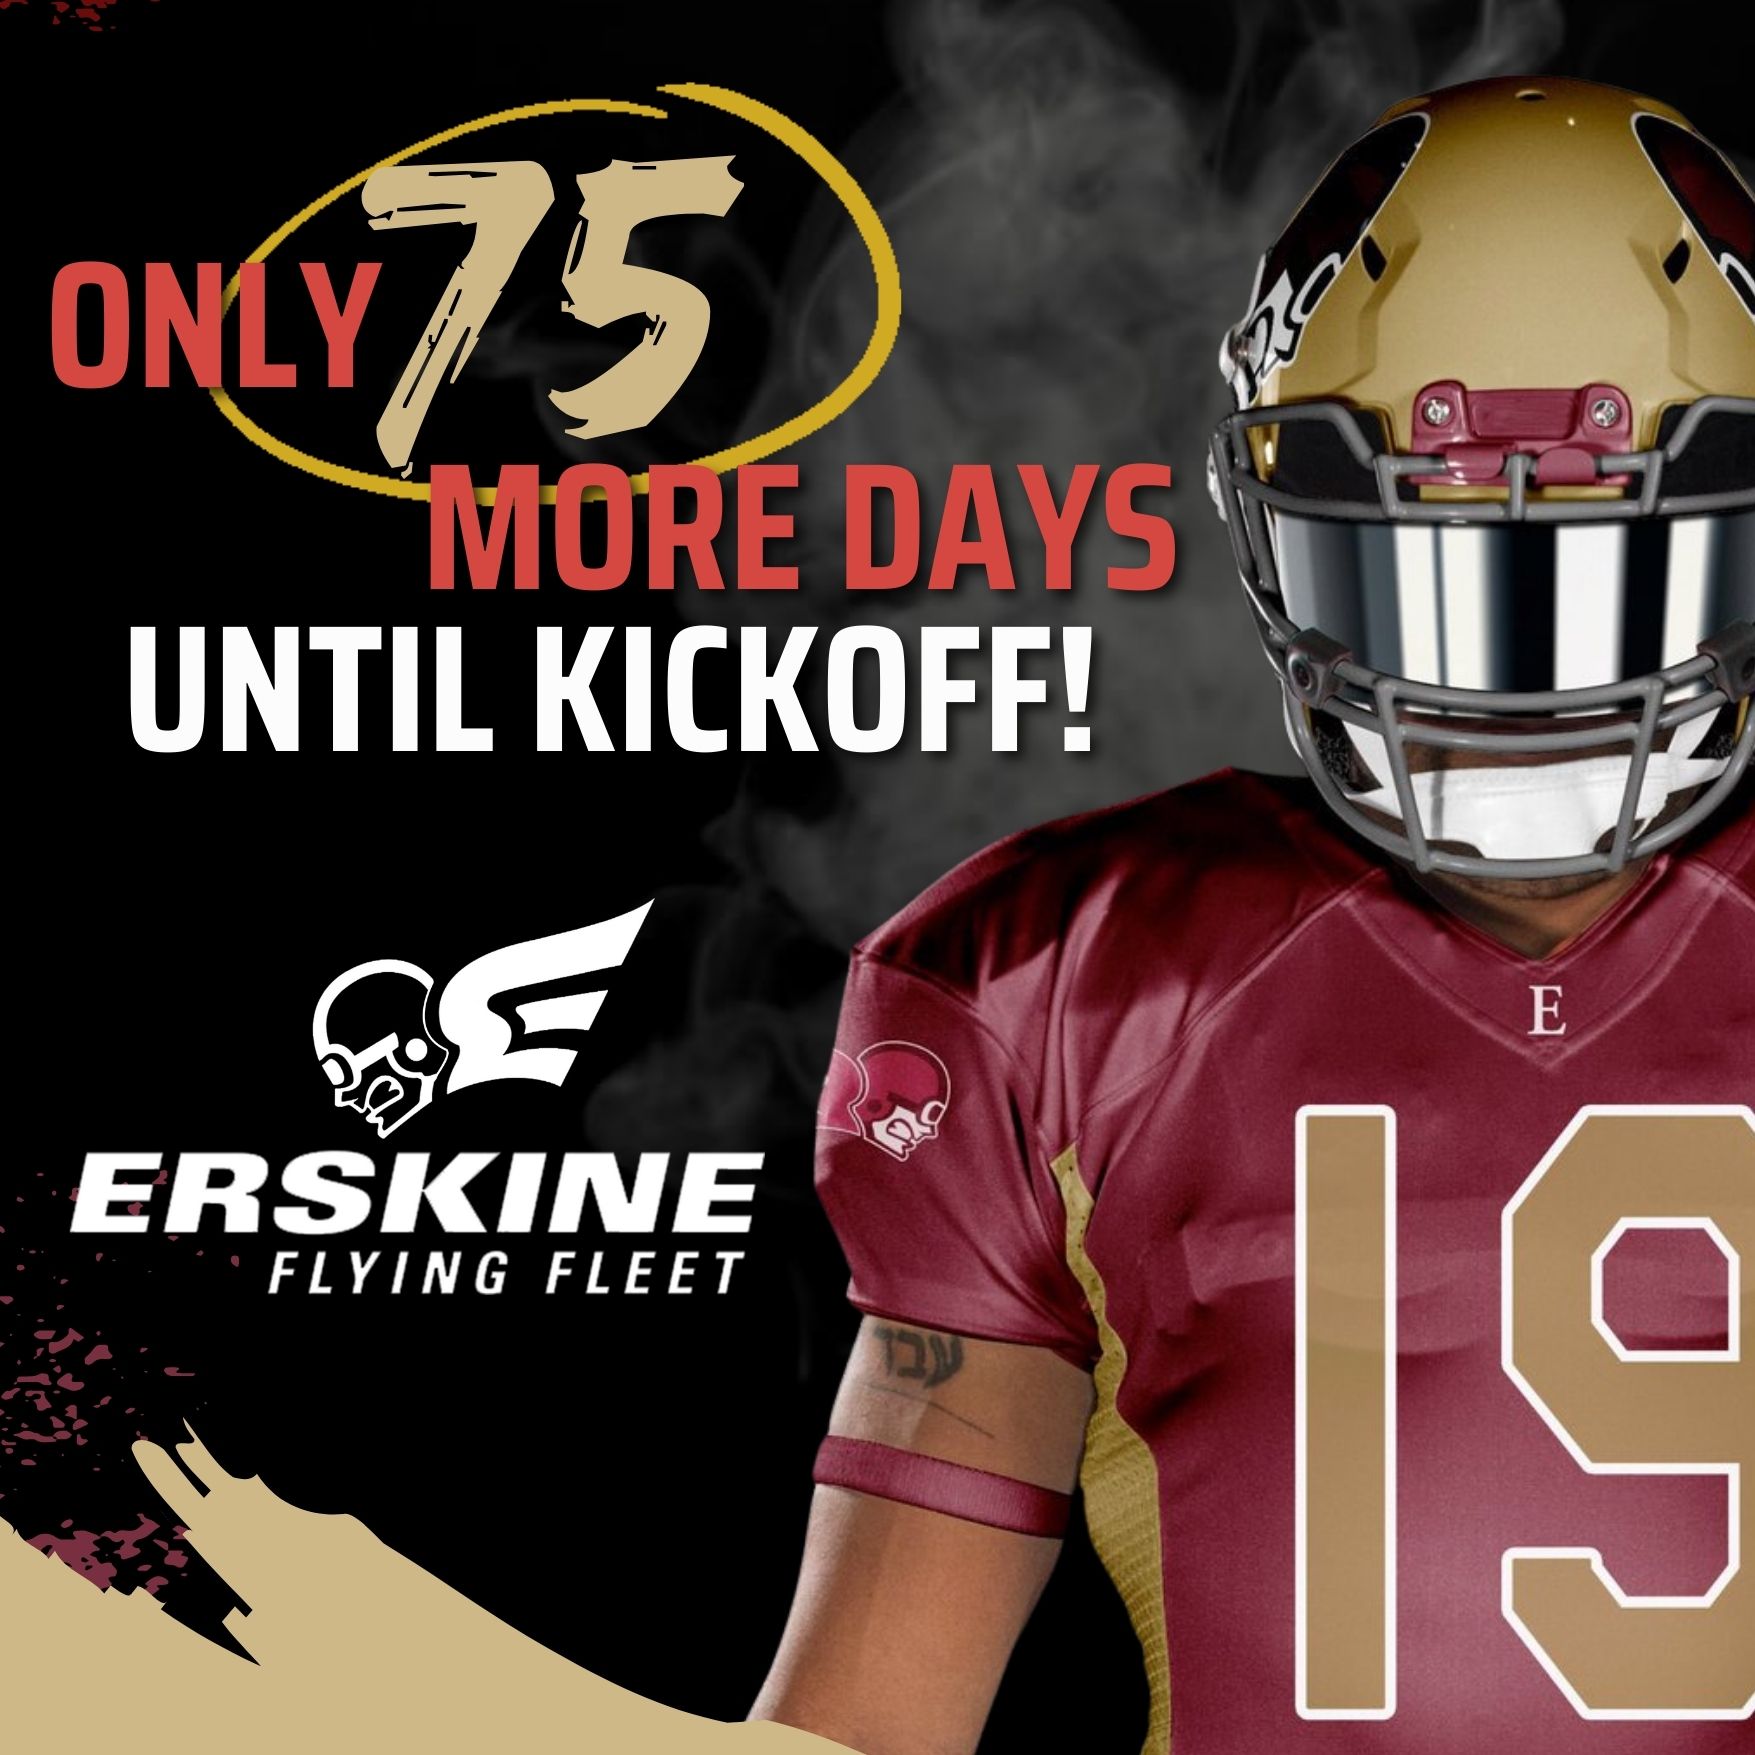 ONLY 75
MORE DAYS
UNTIL KICKOFF!
E
ERSKINE
FLYING FLEET
E
19
עבד